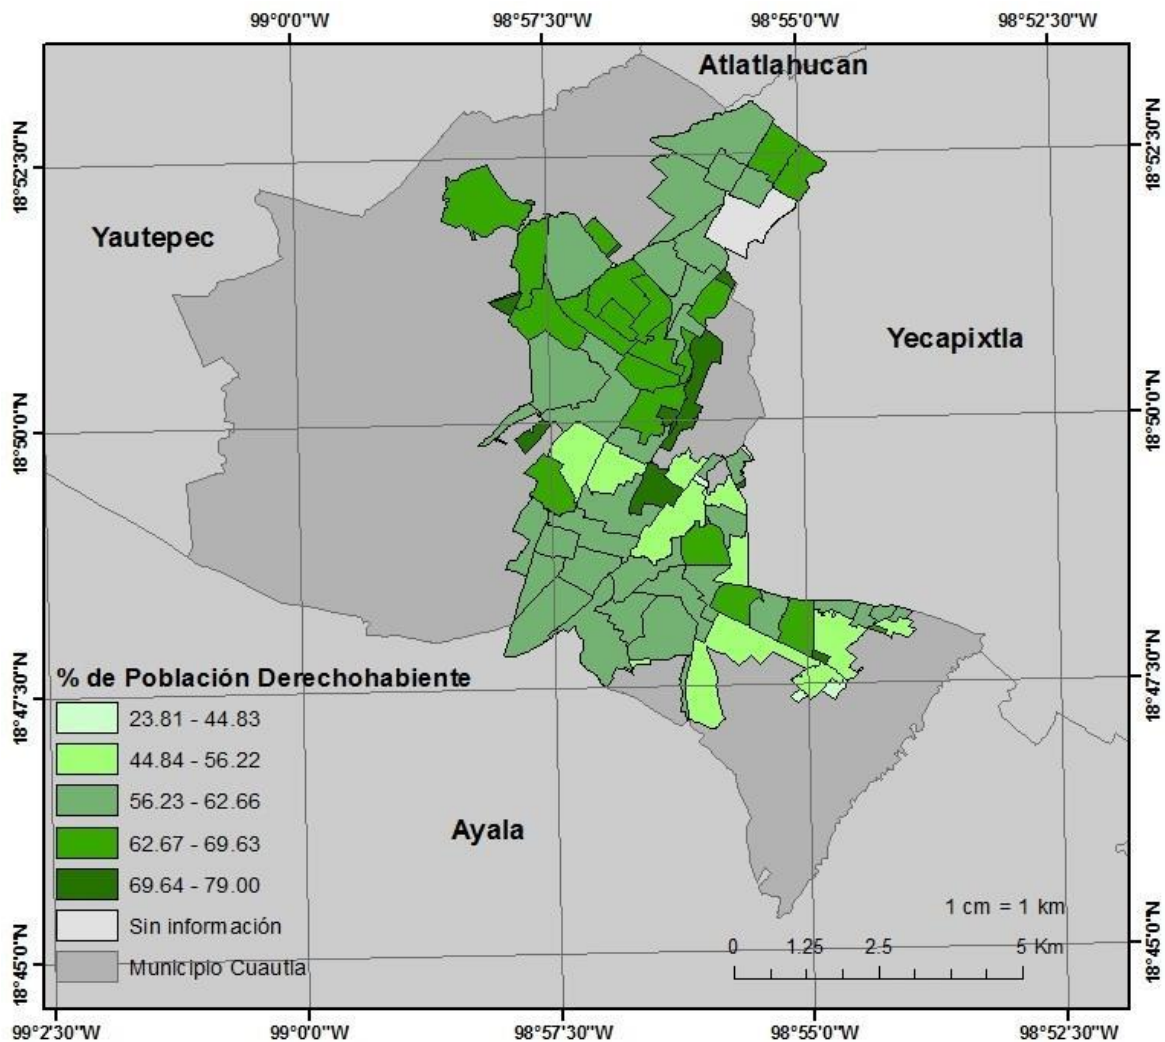 99°0'0"W 98°57'30"W 98°55'0"W 98°52'30"W
Atlatlahucan
18°52'30"N 18°52'30"N
Yautepec
Yecapixtla
18°50'0"N 18°50'0"N
% de Población Derechohabiente
18°47'30"N 18°47'30"N
23.81 - 44.83
44.84 - 56.22
56.23 - 62.66
62.67 - 69.63
69.64 - 79.00
Sin información
Municipio Cuautla
Ayala
1 cm = 1 km
0 1.25 2.5 5 Km
18°45'0"N 18°45'0"N
99°2'30"W 99°0'0"W 98°57'30"W 98°55'0"W 98°52'30"W